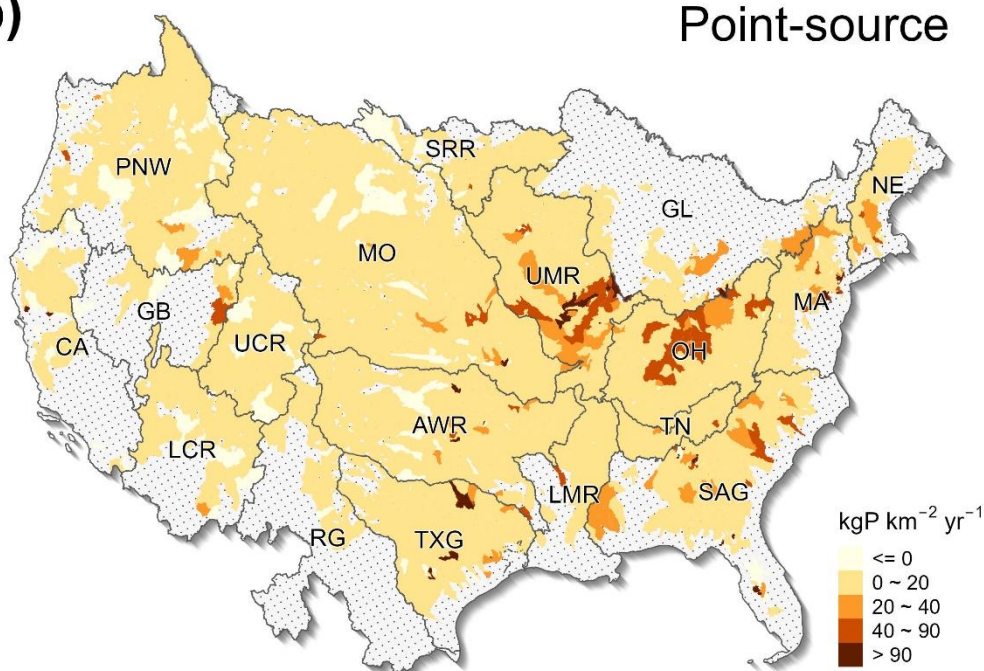 )
Point-source
PNW
SRR
NE
GL
MO
UMR
MA
GB
CA
UCR
OH
AWR
TN
LCR
LMR
SAG
RG
TXG
kgP km⁻² yr⁻¹
<= 0
0 ~ 20
20 ~ 40
40 ~ 90
> 90